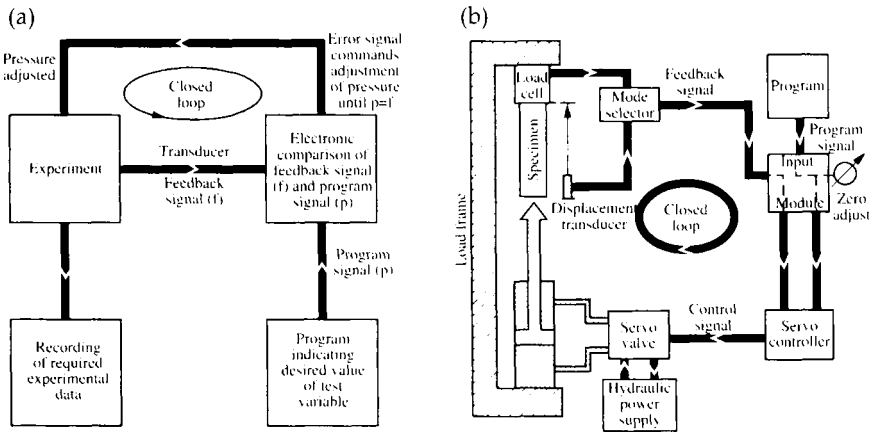 (a)
Pressure
adjusted
Error signal
commands
adjustment
of pressure
until p=f
Closed
loop
Experiment
Transducer
Feedback
signal (f)
Electronic
comparison of
feedback signal
(f) and program
signal (p)
Program
signal (p)
Recording
of required
experimental
data
Program
indicating
desired value
of test
variable
(b)
Load frame
Load
cell
Specimen
Displacement
transducer
Mode
selector
Feedback
signal
Program
Program
signal
Input
Module
Zero
adjust
Closed
loop
Control
signal
Servo
valve
Servo
controller
Hydraulic
power
supply